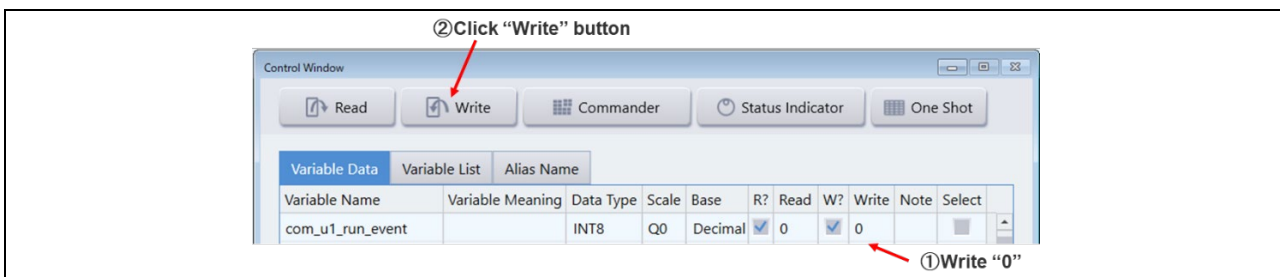 ②Click “Write” button
Control Window
Read Write Commander Status Indicator One Shot
Variable Data Variable List Alias Name
Variable Name Variable Meaning Data Type Scale Base R? Read W? Write Note Select
com_u1_run_event INT8 Q0 Decimal 0 0
①Write “0”